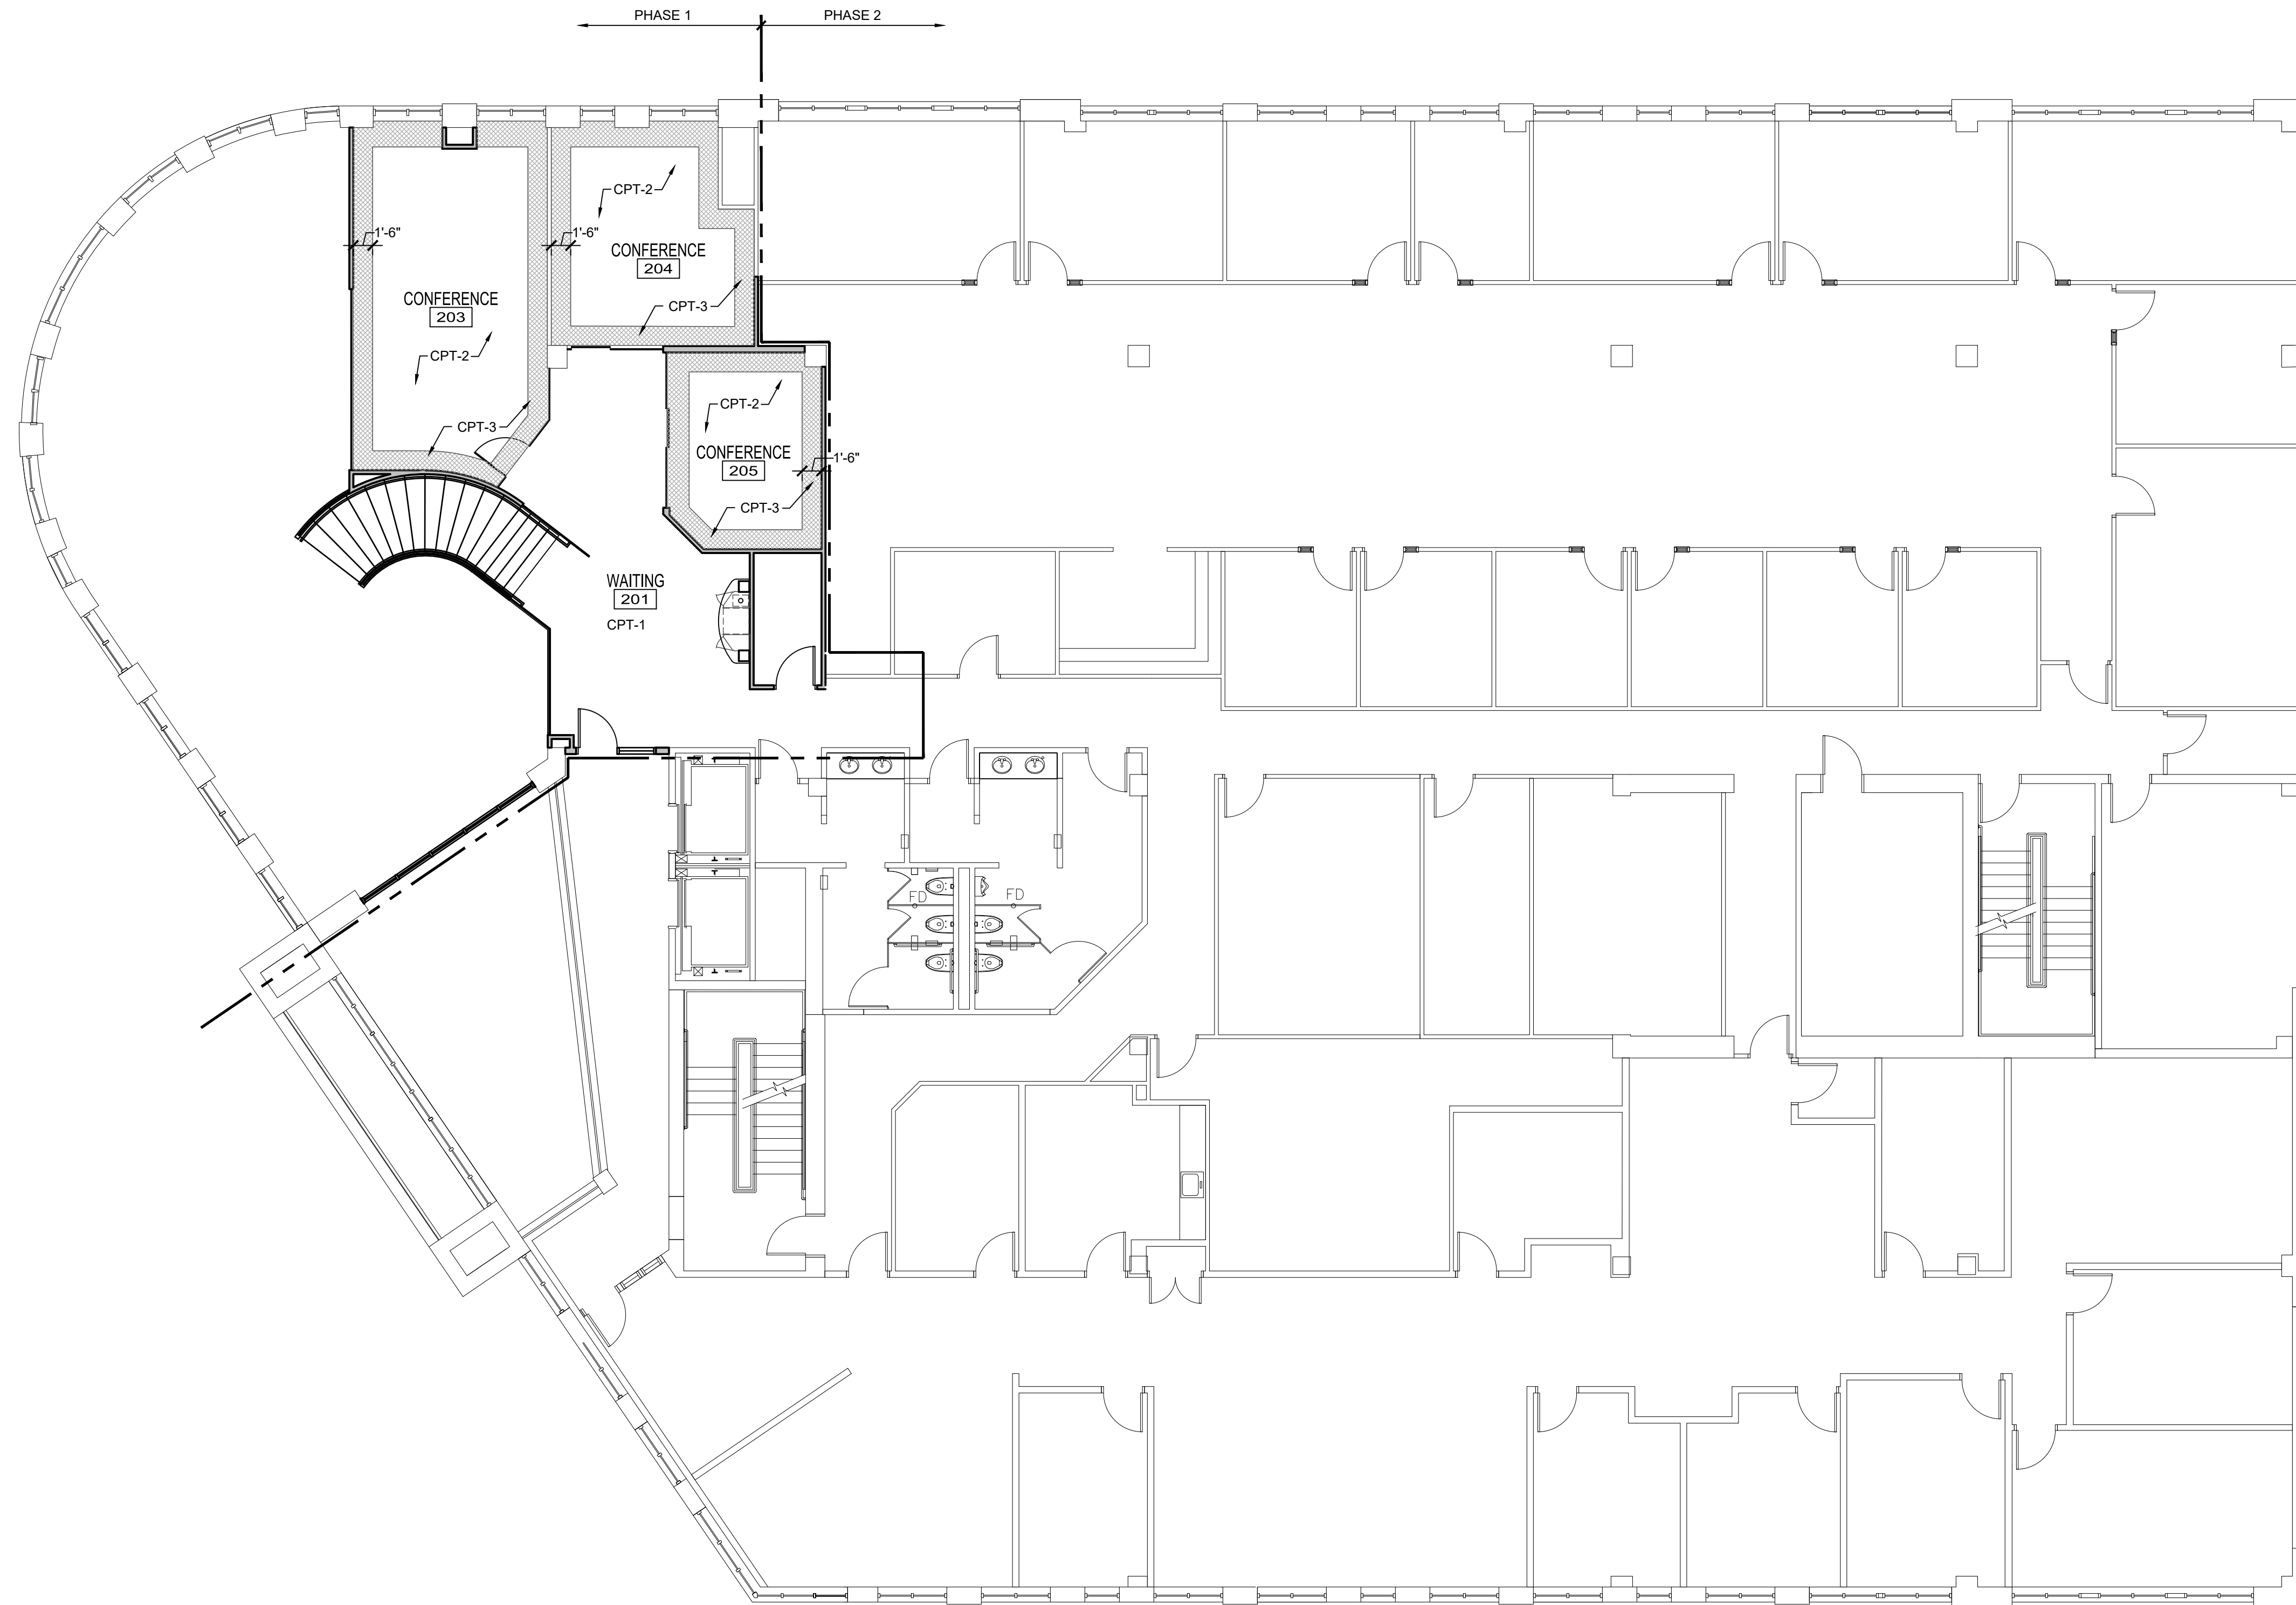 PHASE 1
PHASE 2
CPT-2
1'-6"
1'-6"
CONFERENCE
204
CONFERENCE
203
CPT-3
CPT-2
CPT-2
CPT-3
CONFERENCE
205
1'-6"
CPT-3
WAITING
201
CPT-1
FD
FD